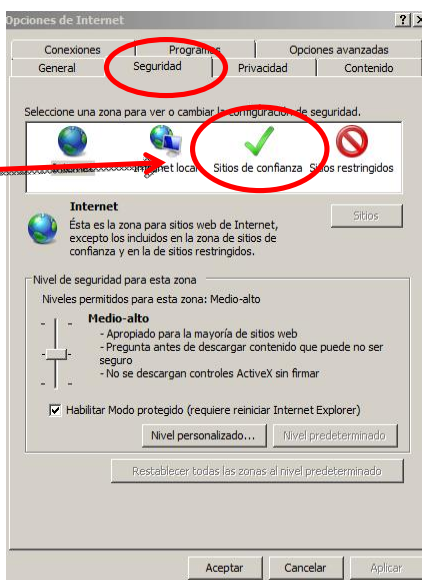 Opciones de Internet
Conexiones Programas Opciones avanzadas
General Seguridad Privacidad Contenido
Seleccione una zona para ver o cambiar la configuración de seguridad.
Internet Intranet local Sitios de confianza Sitios restringidos
Internet
Sitios
Ésta es la zona para sitios web de Internet,
excepto los incluidos en la zona de sitios de
confianza y en la de sitios restringidos.
Nivel de seguridad para esta zona
Niveles permitidos para esta zona: Medio-alto
Medio-alto
- Apropiado para la mayoría de sitios web
- Pregunta antes de descargar contenido que puede no ser
seguro
- No se descargan controles ActiveX sin firmar
Habilitar Modo protegido (requiere reiniciar Internet Explorer)
Nivel personalizado... Nivel predeterminado
Restablecer todas las zonas al nivel predeterminado
Aceptar Cancelar Aplicar